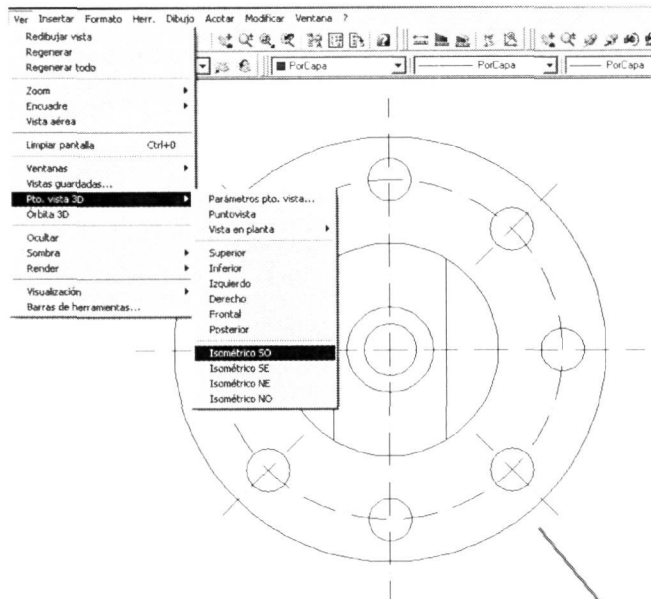 Ver Insertar Formato Herr. Dibujo Acotar Modificar Ventana ?
PorCapa PorCapa PorCapa
Redibujar vista
Regenerar
Regenerar todo
Zoom
Encuadre
Vista aérea
Limpiar pantalla Ctrl+0
Ventanas
Vistas guardadas...
Pto. vista 3D
Órbita 3D
Ocultar
Sombra
Render
Visualización
Barras de herramientas...
Parámetros pto. vista...
Puntovista
Vista en planta
Superior
Inferior
Izquierdo
Derecho
Frontal
Posterior
Isométrico SO
Isométrico SE
Isométrico NE
Isométrico NO